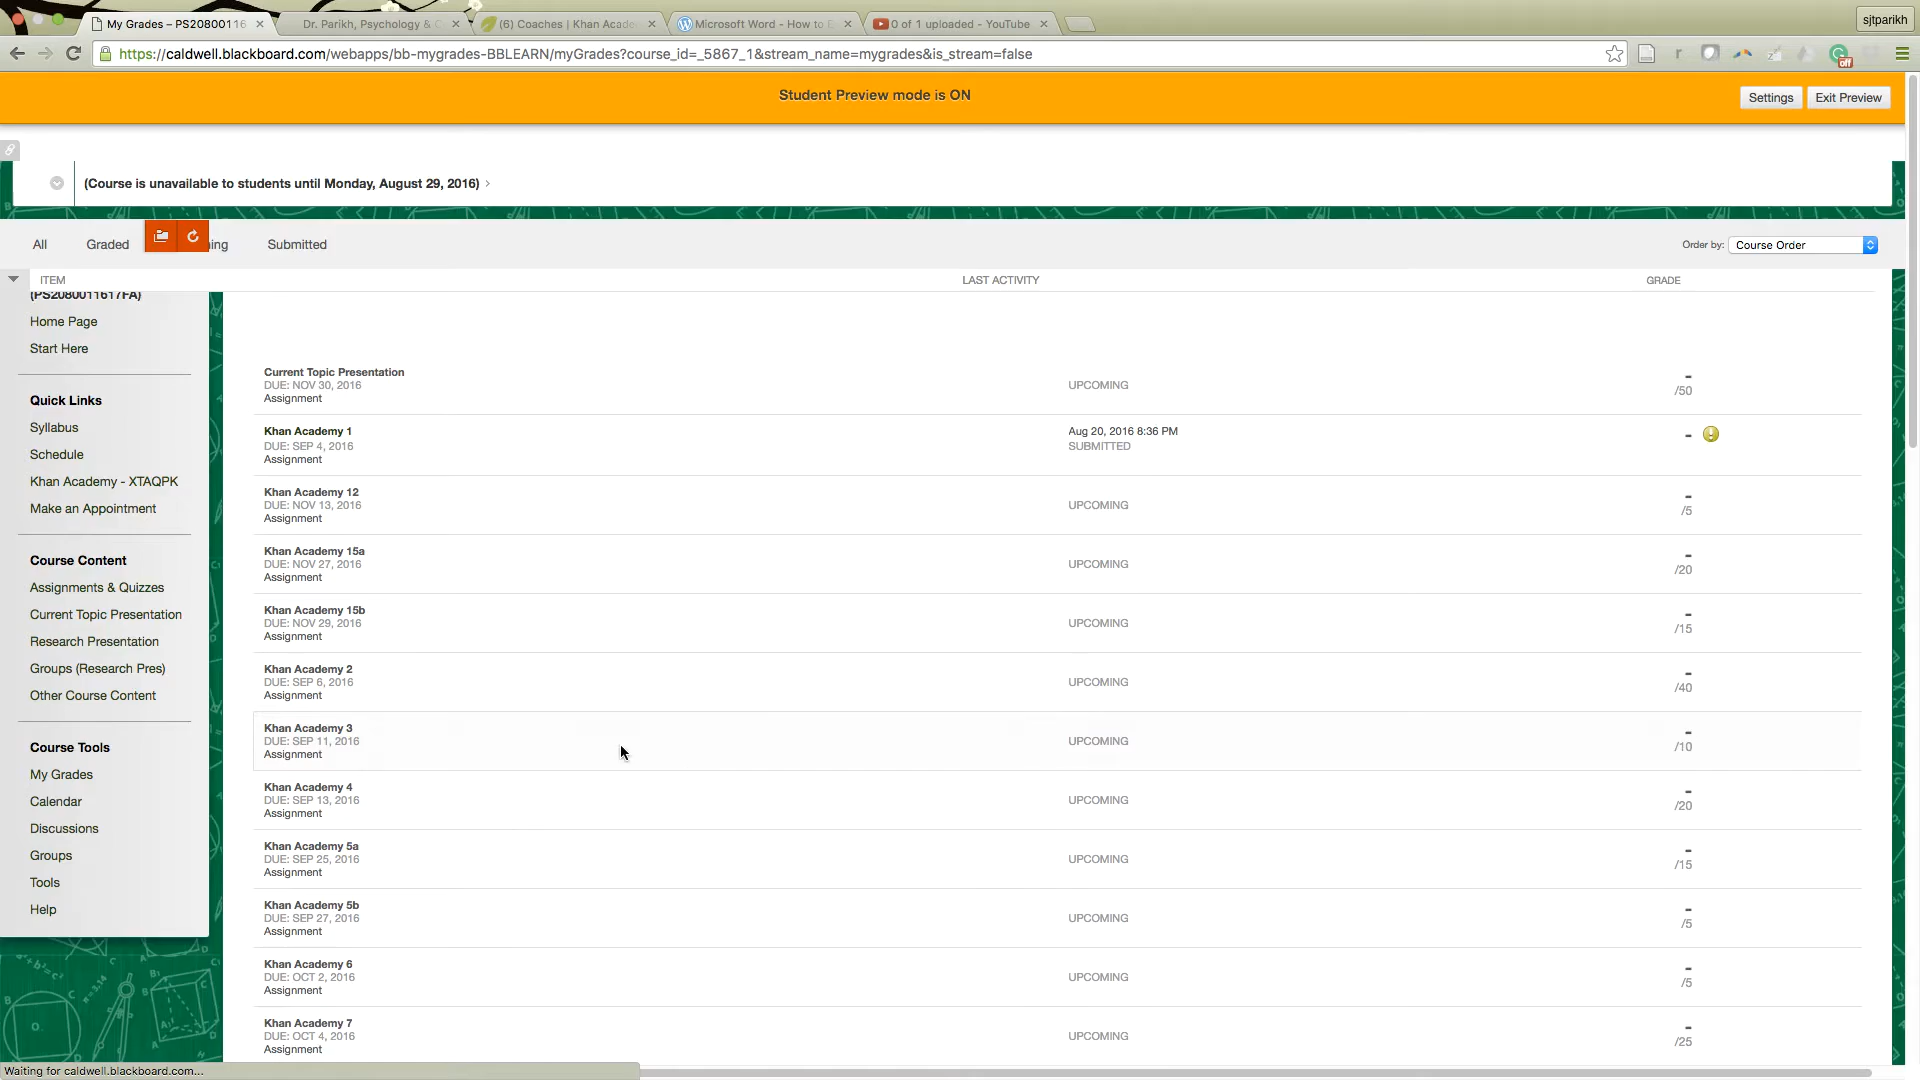 My Grades – PS20800116
Dr. Parikh, Psychology &
(6) Coaches | Khan Acade
Microsoft Word - How to E
0 of 1 uploaded - YouTube
sjtparikh
https://caldwell.blackboard.com/webapps/bb-mygrades-BBLEARN/myGrades?course_id=_5867_1&stream_name=mygrades&is_stream=false
off
Student Preview mode is ON
Settings
Exit Preview
(Course is unavailable to students until Monday, August 29, 2016)
All
Graded
ing
Submitted
Order by:
Course Order
ITEM
LAST ACTIVITY
GRADE
(PS2080011617FA)
Home Page
Start Here
Quick Links
Syllabus
Schedule
Khan Academy - XTAQPK
Make an Appointment
Course Content
Assignments & Quizzes
Current Topic Presentation
Research Presentation
Groups (Research Pres)
Other Course Content
Course Tools
My Grades
Calendar
Discussions
Groups
Tools
Help
Current Topic Presentation
DUE: NOV 30, 2016
Assignment
UPCOMING
-
/50
Khan Academy 1
DUE: SEP 4, 2016
Assignment
Aug 20, 2016 8:36 PM
SUBMITTED
-
Khan Academy 12
DUE: NOV 13, 2016
Assignment
UPCOMING
-
/5
Khan Academy 15a
DUE: NOV 27, 2016
Assignment
UPCOMING
-
/20
Khan Academy 15b
DUE: NOV 29, 2016
Assignment
UPCOMING
-
/15
Khan Academy 2
DUE: SEP 6, 2016
Assignment
UPCOMING
-
/40
Khan Academy 3
DUE: SEP 11, 2016
Assignment
UPCOMING
-
/10
Khan Academy 4
DUE: SEP 13, 2016
Assignment
UPCOMING
-
/20
Khan Academy 5a
DUE: SEP 25, 2016
Assignment
UPCOMING
-
/15
Khan Academy 5b
DUE: SEP 27, 2016
Assignment
UPCOMING
-
/5
Khan Academy 6
DUE: OCT 2, 2016
Assignment
UPCOMING
-
/5
Khan Academy 7
DUE: OCT 4, 2016
Assignment
UPCOMING
-
/25
Waiting for caldwell.blackboard.com...